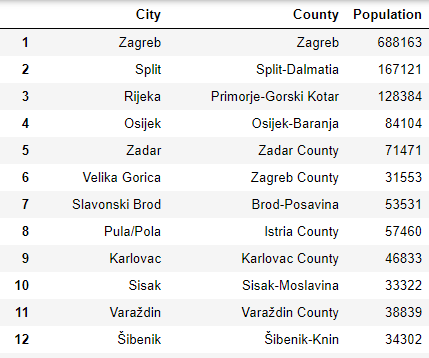 City County Population
1 Zagreb Zagreb 688163
2 Split Split-Dalmatia 167121
3 Rijeka Primorje-Gorski Kotar 128384
4 Osijek Osijek-Baranja 84104
5 Zadar Zadar County 71471
6 Velika Gorica Zagreb County 31553
7 Slavonski Brod Brod-Posavina 53531
8 Pula/Pola Istria County 57460
9 Karlovac Karlovac County 46833
10 Sisak Sisak-Moslavina 33322
11 Varaždin Varaždin County 38839
12 Šibenik Šibenik-Knin 34302